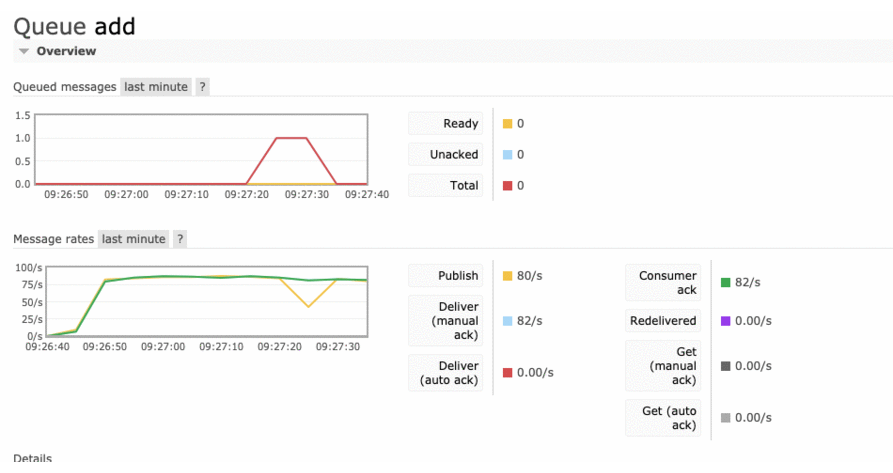 Queue add
Overview
Queued messages last minute ?
1.5
1.0
0.5
0.0
09:26:50 09:27:00 09:27:10 09:27:20 09:27:30 09:27:40
Ready 0
Unacked 0
Total 0
Message rates last minute ?
100/s
75/s
50/s
25/s
0/s
09:26:40 09:26:50 09:27:00 09:27:10 09:27:20 09:27:30
Publish 80/s
Deliver
(manual 82/s
ack)
Deliver
(auto ack) 0.00/s
Consumer
ack 82/s
Redelivered 0.00/s
Get
(manual 0.00/s
ack)
Get (auto
ack) 0.00/s
Details